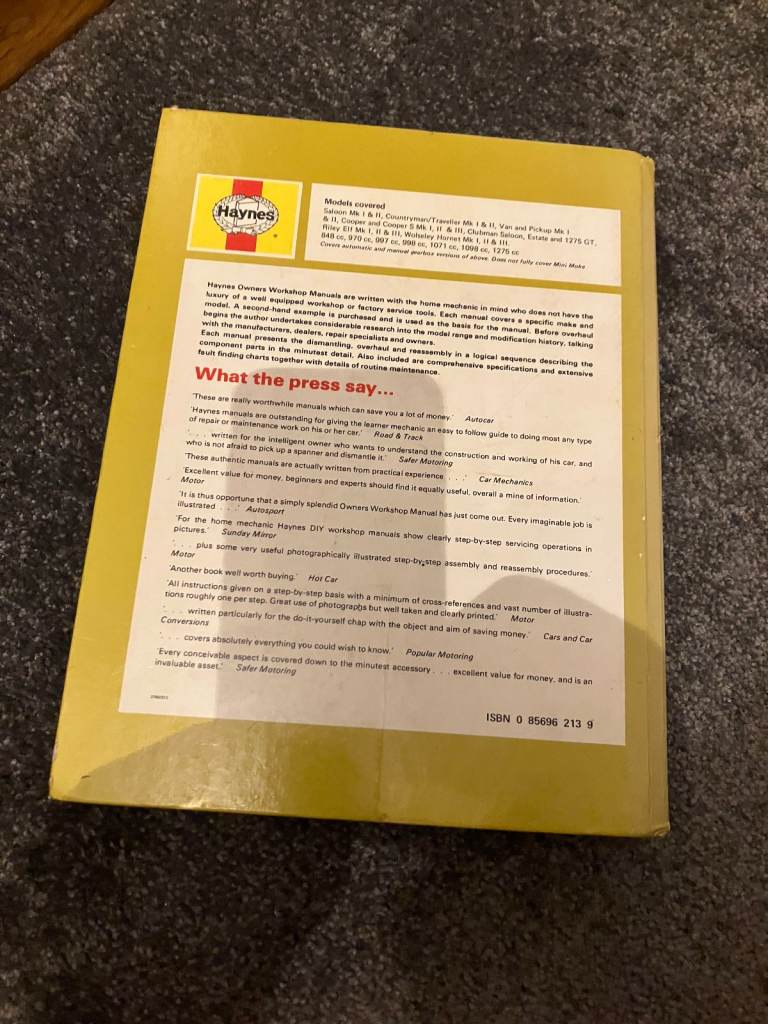 Haynes
®
Models covered
Saloon Mk I & II, Countryman/Traveller Mk I & II, Van and Pickup Mk I
& II, Cooper and Cooper S Mk I, II & III, Clubman Saloon, Estate and 1275 GT,
Riley Elf Mk I, II & III, Wolseley Hornet Mk I, II & III.
848 cc, 970 cc, 997 cc, 998 cc, 1071 cc, 1098 cc, 1275 cc
Covers automatic and manual gearbox versions of above. Does not fully cover Mini Moke
Haynes Owners Workshop Manuals are written with the home mechanic in mind who does not have the
luxury of a well equipped workshop or factory service tools. Each manual covers a specific make and
model. A second-hand example is purchased and is used as the basis for the manual. Before overhaul
begins the author undertakes considerable research into the model range and modification history, talking
with the manufacturers, dealers, repair specialists and owners.
Each manual presents the dismantling, overhaul and reassembly in a logical sequence describing the
component parts in the minutest detail. Also included are comprehensive specifications and extensive
fault finding charts together with details of routine maintenance.
What the press say...
'These are really worthwhile manuals which can save you a lot of money.' Autocar
'Haynes manuals are outstanding for giving the learner mechanic an easy to follow guide to doing most any type
of repair or maintenance work on his or her car.' Road & Track
'. . . written for the intelligent owner who wants to understand the construction and working of his car, and
who is not afraid to pick up a spanner and dismantle it.' Safer Motoring
'These authentic manuals are actually written from practical experience . . .' Car Mechanics
'Excellent value for money, beginners and experts should find it equally useful, overall a mine of information.'
Motor
'It is thus opportune that a simply splendid Owners Workshop Manual has just come out. Every imaginable job is
illustrated . . .' Autosport
'For the home mechanic Haynes DIY workshop manuals show clearly step-by-step servicing operations in
pictures.' Sunday Mirror
'. . . plus some very useful photographically illustrated step-by-step assembly and reassembly procedures.'
Motor
'Another book well worth buying.' Hot Car
'All instructions given on a step-by-step basis with a minimum of cross-references and vast number of illustra-
tions roughly one per step. Great use of photographs but well taken and clearly printed.' Motor
'. . . written particularly for the do-it-yourself chap with the object and aim of saving money.' Cars and Car
Conversions
'. . . covers absolutely everything you could wish to know.' Popular Motoring
'Every conceivable aspect is covered down to the minutest accessory . . . excellent value for money, and is an
invaluable asset.' Safer Motoring
ISBN 0 85696 213 9